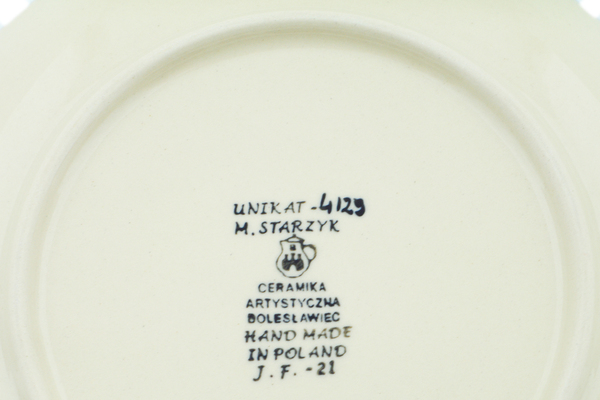 UNIKAT - 4129
M. STARZYK
CERAMIKA
ARTYSTYCZNA
BOLESŁAWIEC
HAND MADE
IN POLAND
J. F. - 21